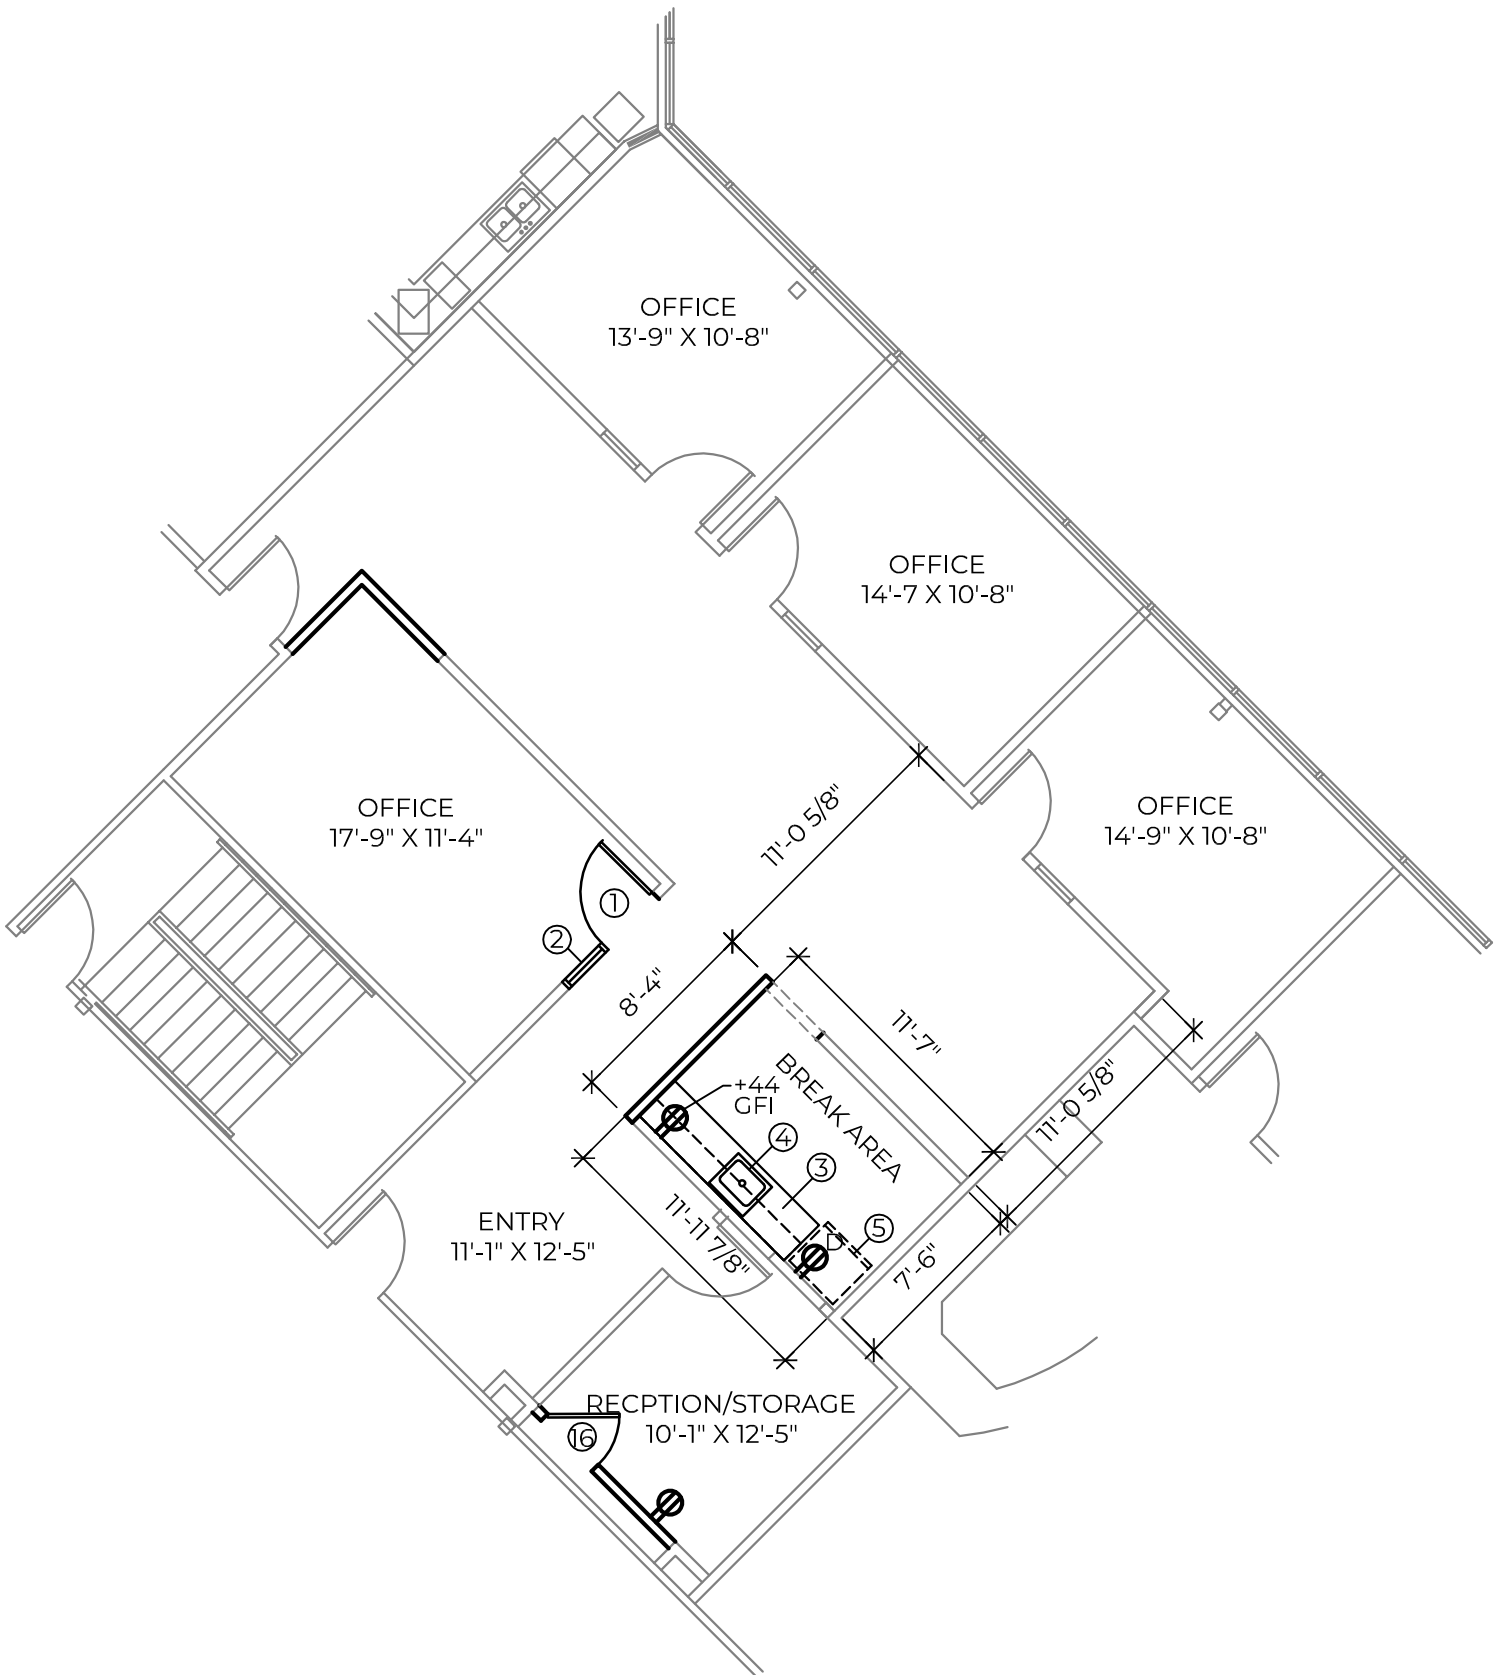 OFFICE
13'-9" X 10'-8"
OFFICE
14'-7 X 10'-8"
OFFICE
17'-9" X 11'-4"
OFFICE
14'-9" X 10'-8"
11'-0 5/8"
1
2
8'-4"
11'-7"
BREAK AREA
+44
GFI
11'-0 5/8"
4
3
5
D
11'-11 7/8"
7'-6"
ENTRY
11'-1" X 12'-5"
RECPTION/STORAGE
10'-1" X 12'-5"
16